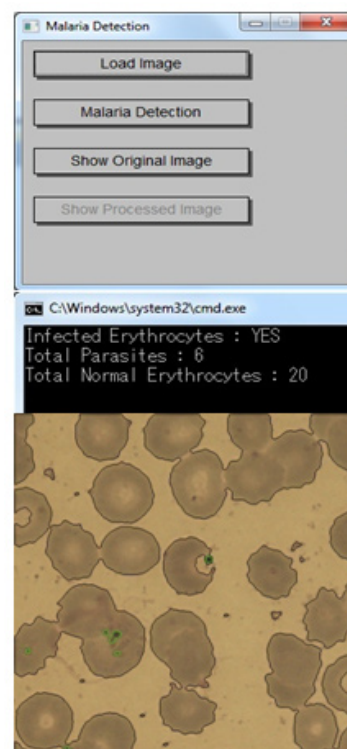 Malaria Detection
Load Image
Malaria Detection
Show Original Image
Show Processed Image
C:\Windows\system32\cmd.exe
Infected Erythrocytes : YES
Total Parasites : 6
Total Normal Erythrocytes : 20